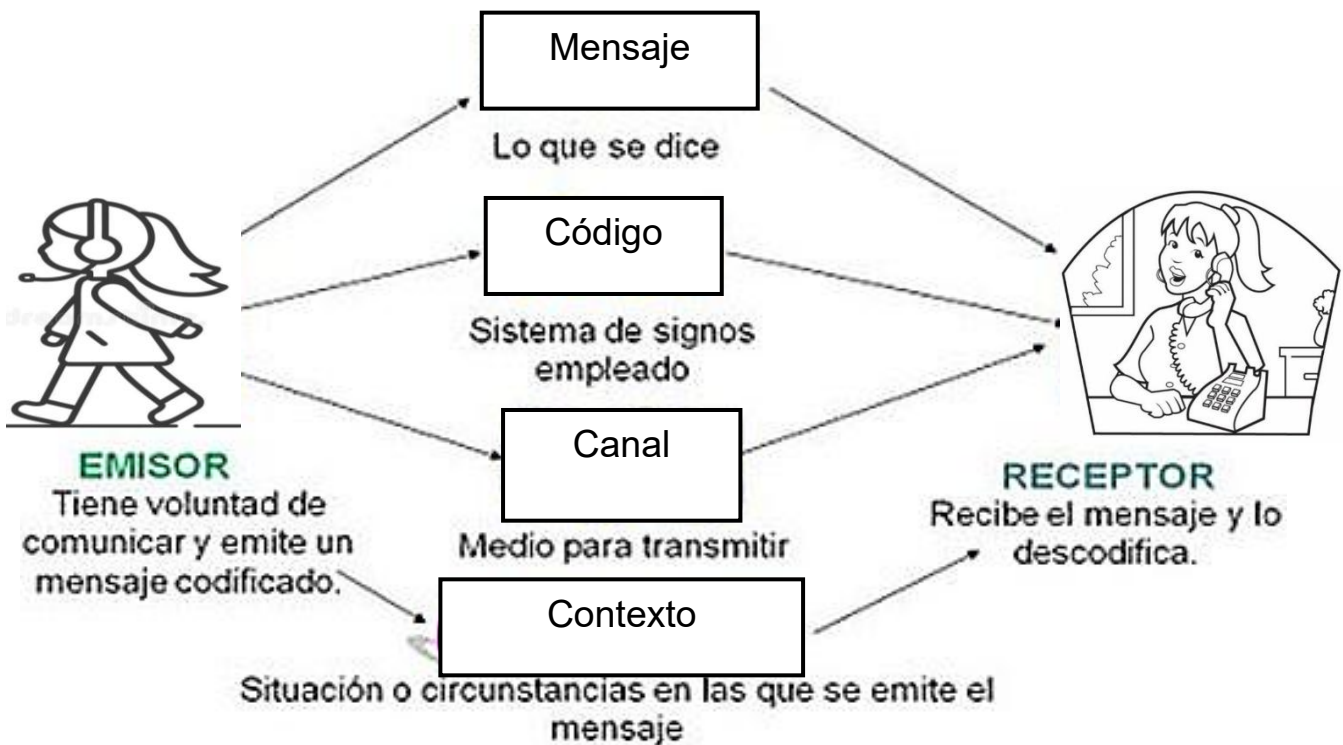 Mensaje
Lo que se dice
Código
Sistema de signos
empleado
Canal
Medio para transmitir
EMISOR
Tiene voluntad de
comunicar y emite un
mensaje codificado.
RECEPTOR
Recibe el mensaje y lo
descodifica.
Contexto
Situación o circunstancias en las que se emite el
mensaje